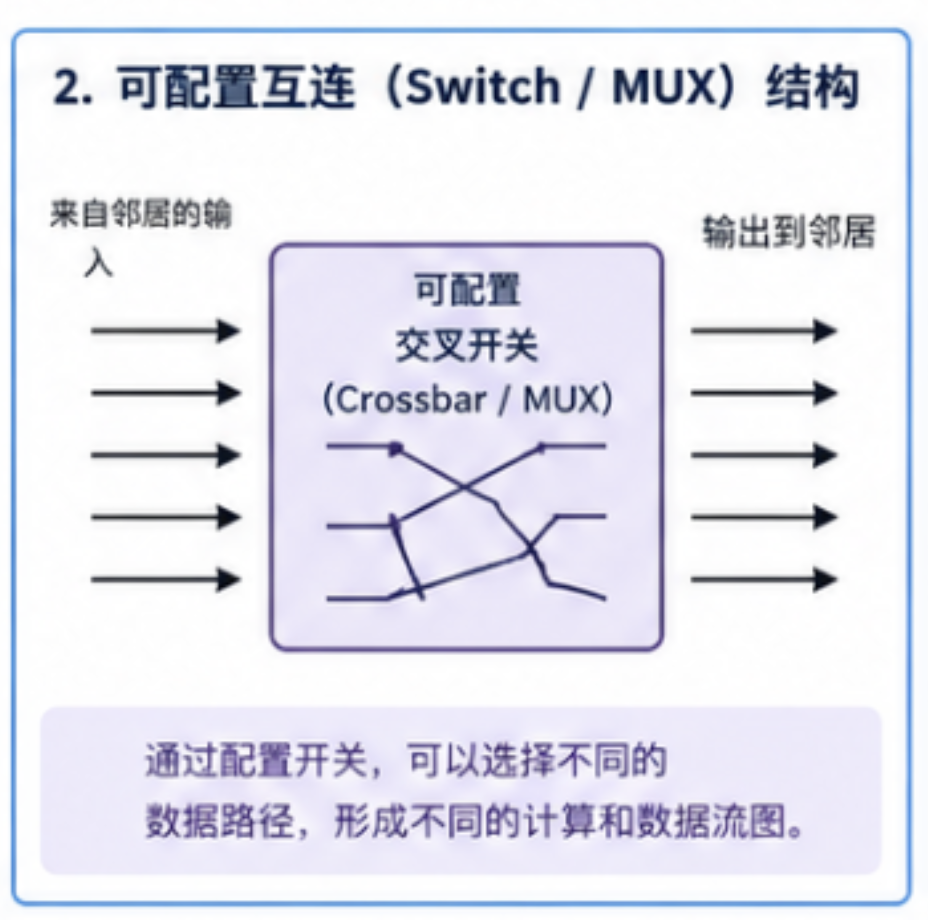 2. 可配置互连（Switch / MUX）结构
来自邻居的输
入
输出到邻居
可配置
交叉开关
（Crossbar / MUX）
通过配置开关，可以选择不同的
数据路径，形成不同的计算和数据流图。